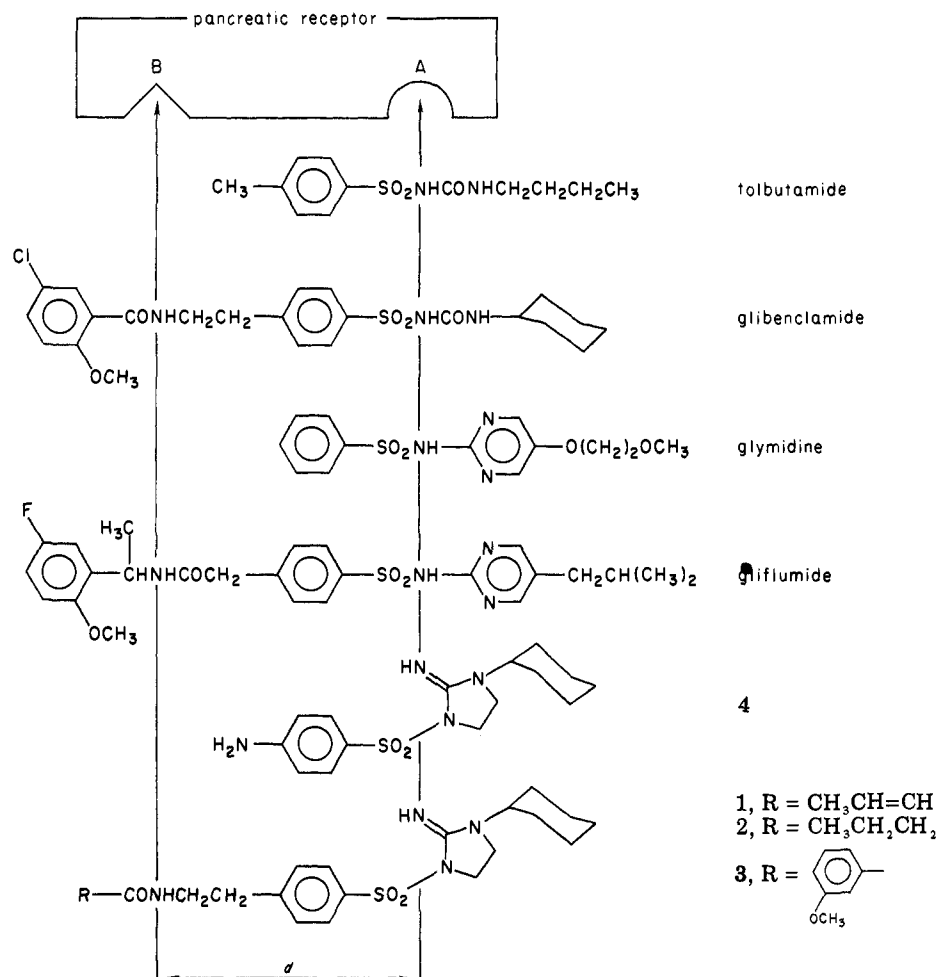 pancreatic receptor
B
A
CH₃
SO₂NHCONHCH₂CH₂CH₂CH₃
tolbutamide
Cl
CONHCH₂CH₂
SO₂NHCONH
glibenclamide
OCH₃
SO₂NH
N
N
O(CH₂)₂OCH₃
glymidine
F
H₃C
CHNHCOCH₂
SO₂NH
N
N
CH₂CH(CH₃)₂
gliflumide
OCH₃
HN
N
N
4
H₂N
SO₂
HN
N
N
1, R = CH₃CH=CH
2, R = CH₃CH₂CH₂
R—CONHCH₂CH₂
SO₂
3, R =
OCH₃
d